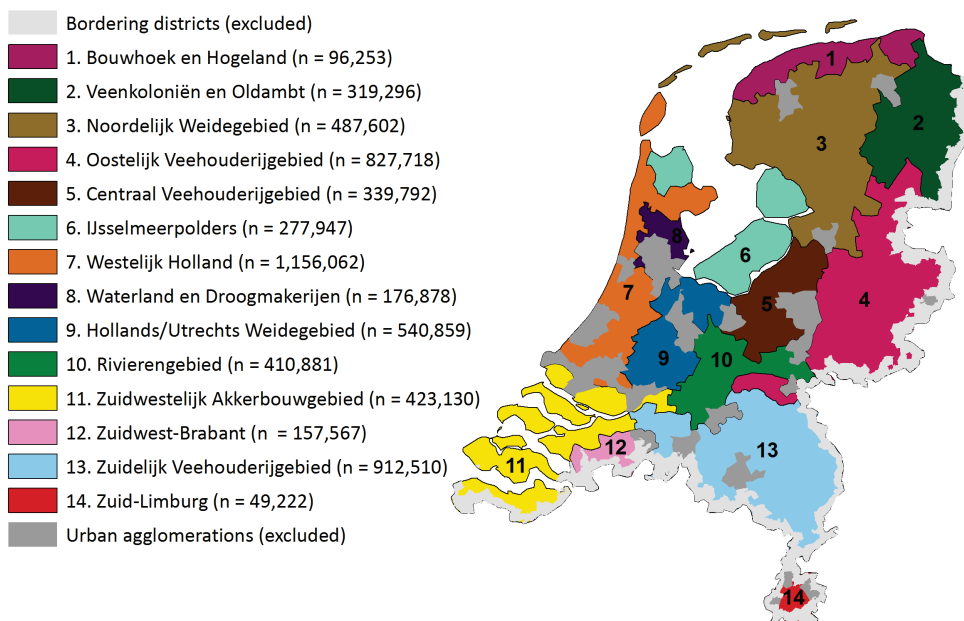 Bordering districts (excluded)
1. Bouwhoek en Hogeland (n = 96,253)
2. Veenkoloniën en Oldambt (n = 319,296)
3. Noordelijk Weidegebied (n = 487,602)
4. Oostelijk Veehouderijgebied (n = 827,718)
5. Centraal Veehouderijgebied (n = 339,792)
6. IJsselmeerpolders (n = 277,947)
7. Westelijk Holland (n = 1,156,062)
8. Waterland en Droogmakerijen (n = 176,878)
9. Hollands/Utrechts Weidegebied (n = 540,859)
10. Rivierengebied (n = 410,881)
11. Zuidwestelijk Akkerbouwgebied (n = 423,130)
12. Zuidwest-Brabant (n  = 157,567)
13. Zuidelijk Veehouderijgebied (n = 912,510)
14. Zuid-Limburg (n = 49,222)
Urban agglomerations (excluded)
1
2
3
8
6
7
5
4
9
10
12
13
11
14